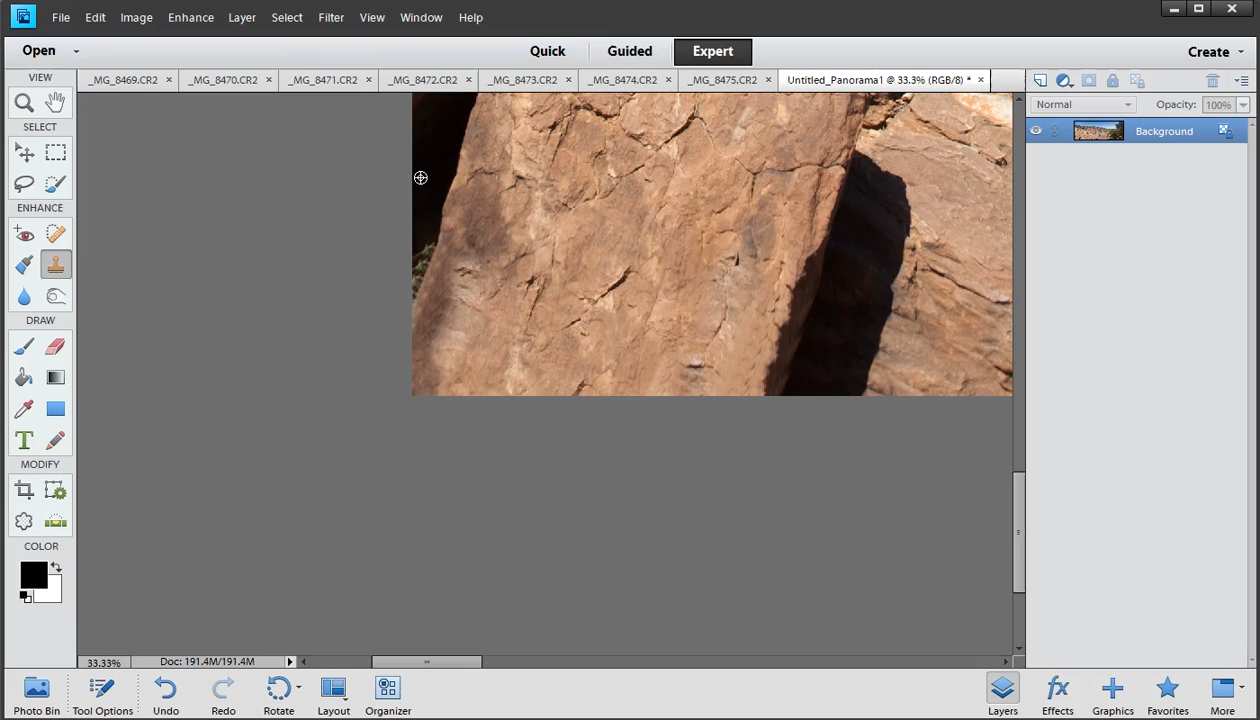 File Edit Image Enhance Layer Select Filter View Window Help
Open Quick Guided Expert Create
VIEW _MG_8469.CR2 × _MG_8470.CR2 × _MG_8471.CR2 × _MG_8472.CR2 × _MG_8473.CR2 × _MG_8474.CR2 × _MG_8475.CR2 × Untitled_Panorama1 @ 33.3% (RGB/8) * ×
Normal Opacity: 100%
SELECT
Background
ENHANCE
DRAW
T
MODIFY
COLOR
33.33% Doc: 191.4M/191.4M
fx
Photo Bin Tool Options Undo Redo Rotate Layout Organizer Layers Effects Graphics Favorites More